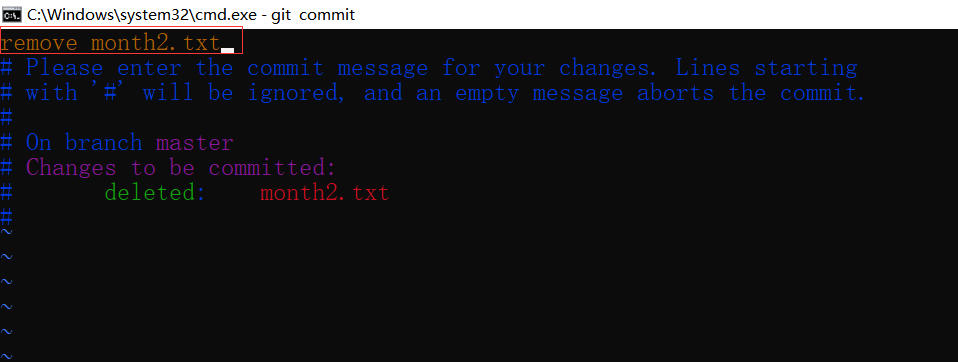 C:\Windows\system32\cmd.exe - git  commit
remove month2.txt
# Please enter the commit message for your changes. Lines starting
# with '#' will be ignored, and an empty message aborts the commit.
#
# On branch master
# Changes to be committed:
#       deleted:    month2.txt
#
~
~
~
~
~
~